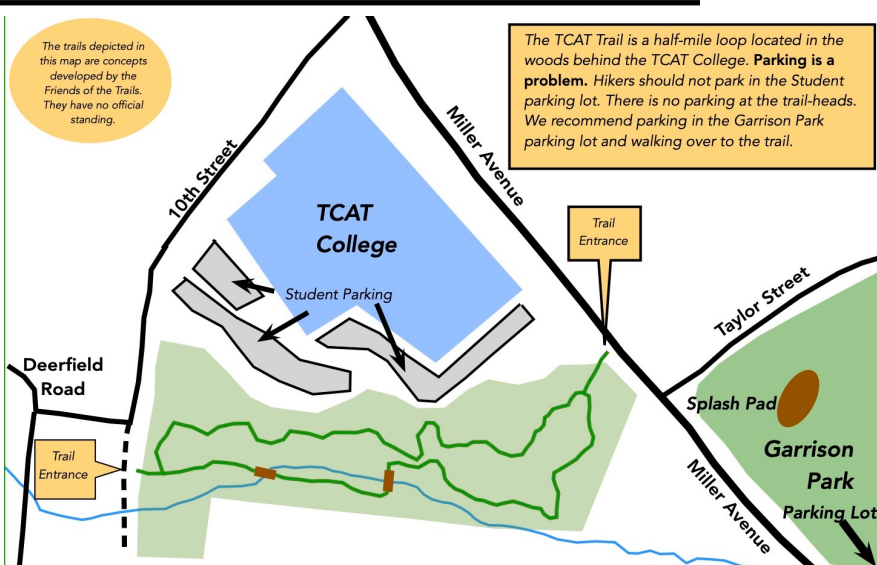 The trails depicted in
this map are concepts
developed by the
Friends of the Trails.
They have no official
standing.
The TCAT Trail is a half-mile loop located in the
woods behind the TCAT College. Parking is a
problem. Hikers should not park in the Student
parking lot. There is no parking at the trail-heads.
We recommend parking in the Garrison Park
parking lot and walking over to the trail.
10th Street
Miller Avenue
TCAT
College
Trail
Entrance
Student Parking
Taylor Street
Deerfield
Road
Splash Pad
Garrison
Park
Trail
Entrance
Miller Avenue
Parking Lot